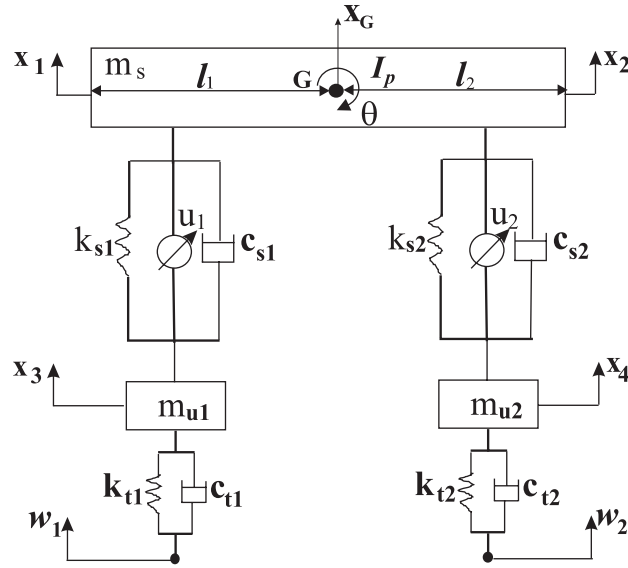 x_G
x_1 m_s l_1 G I_p l_2 x_2
θ
k_s1 u_1 c_s1 k_s2 u_2 c_s2
x_3 m_u1 m_u2 x_4
k_t1 c_t1 k_t2 c_t2
w_1 w_2